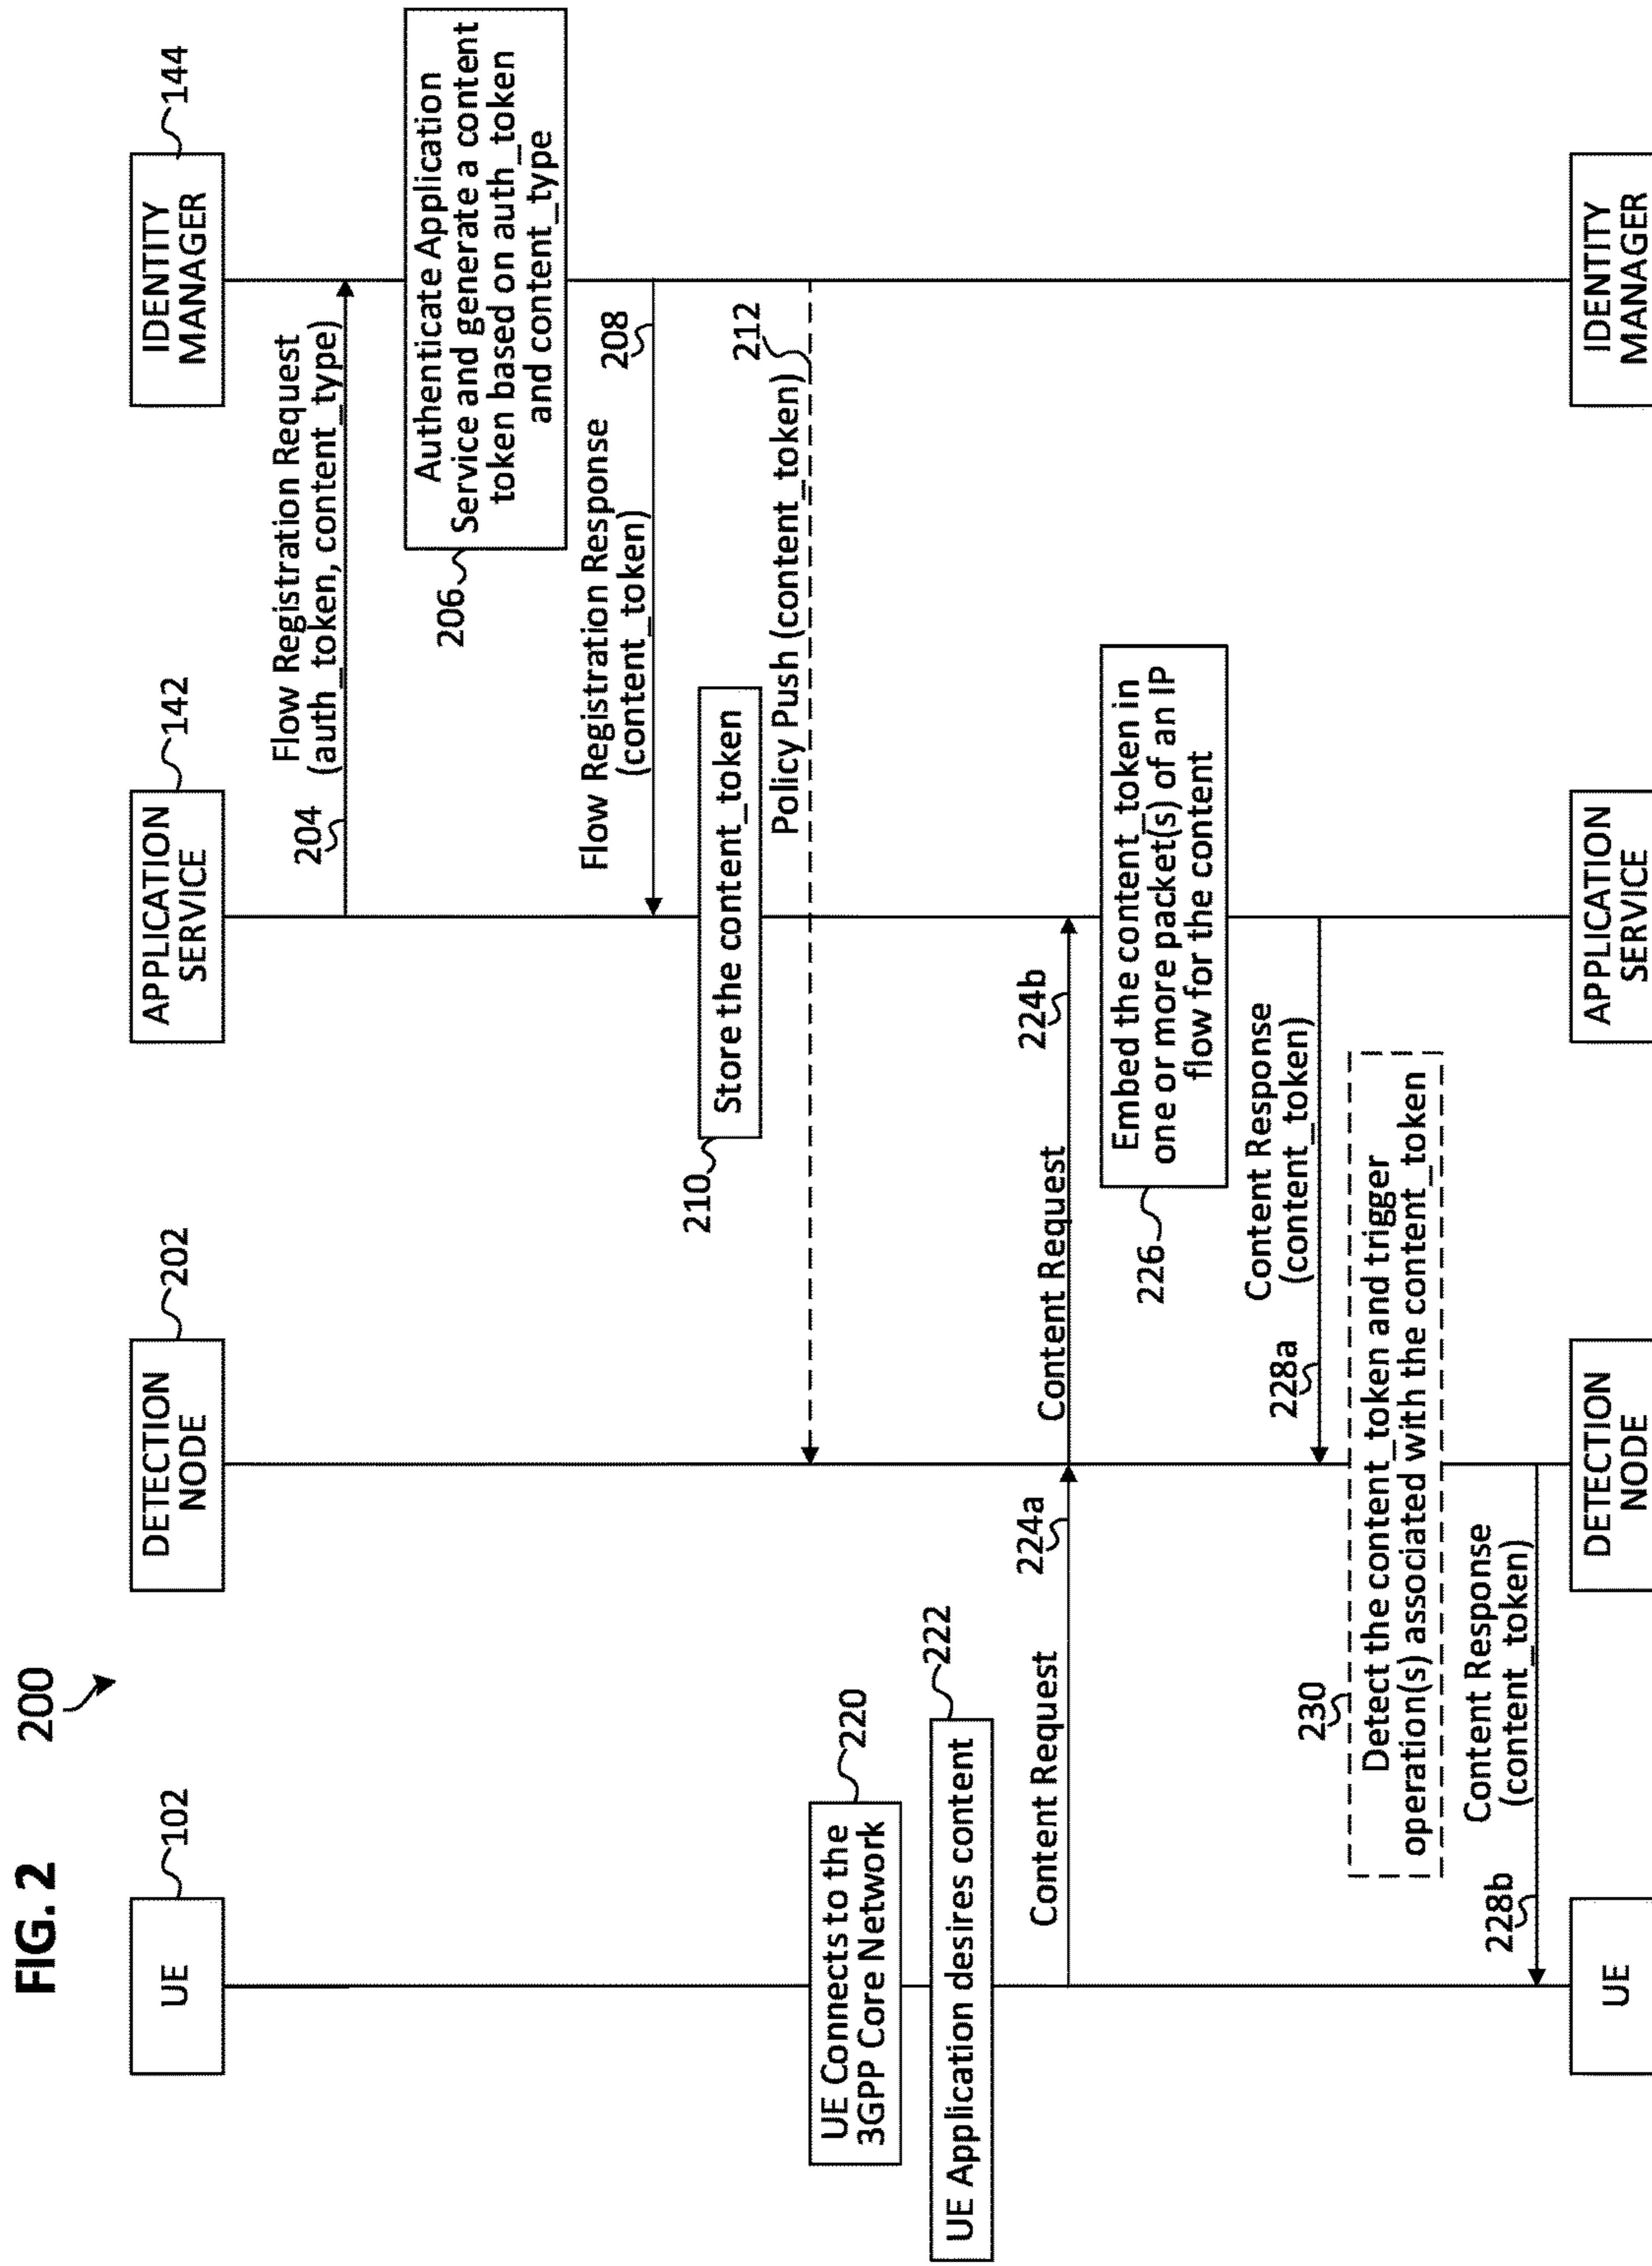 FIG. 2
200
UE
102
DETECTION
NODE
202
APPLICATION
SERVICE
142
IDENTITY
MANAGER
144
Flow Registration Request
(auth_token, content_type)
204
Authenticate Application
Service and generate a content
token based on auth_token
and content_type
206
Flow Registration Response
(content_token)
208
Store the content_token
210
Policy Push (content_token)
212
UE Connects to the
3GPP Core Network
220
UE Application desires content
222
Content Request
224a
Content Request
224b
Embed the content_token in
one or more packet(s) of an IP
flow for the content
226
Content Response
(content_token)
228a
Detect the content_token and trigger
operation(s) associated with the content_token
230
Content Response
(content_token)
228b
UE
DETECTION
NODE
APPLICATION
SERVICE
IDENTITY
MANAGER